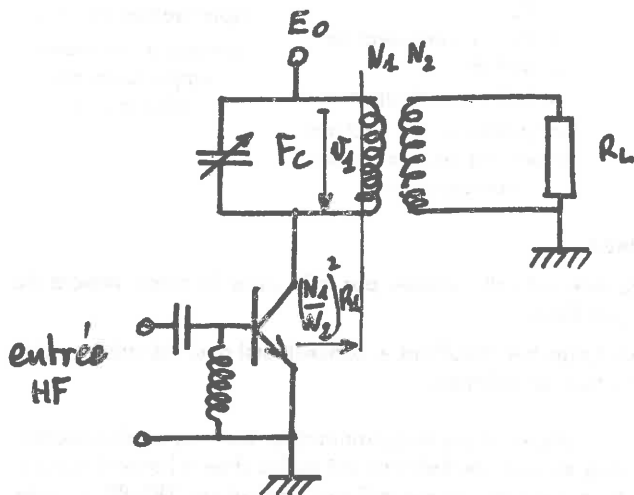 E0
N1 N2
Fc
v1
RL
(N1/N2)² RL
entrée
HF